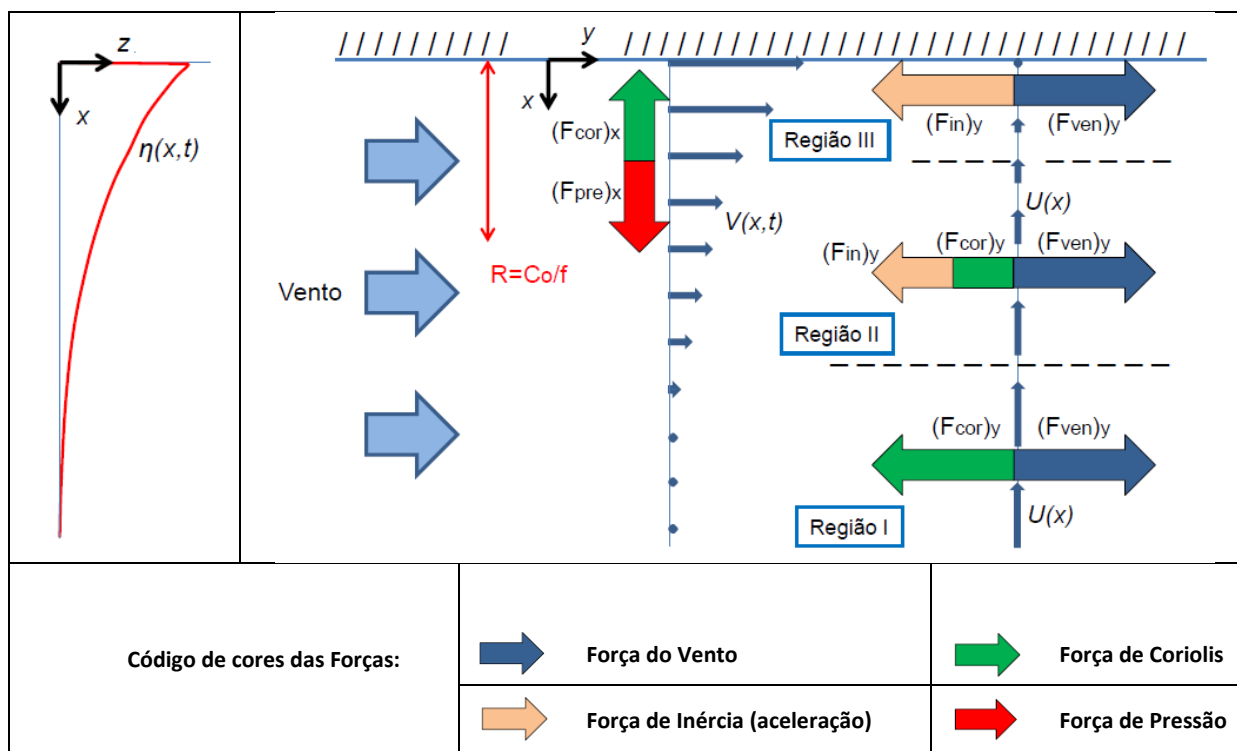 z
x
η(x,t)
y
x
(Fcor)x
(Fpre)x
Vento
R=Co/f
V(x,t)
Região III
(Fin)y
(Fven)y
U(x)
(Fin)y
(Fcor)y
(Fven)y
Região II
(Fcor)y
(Fven)y
Região I
U(x)
Código de cores das Forças:
Força do Vento
Força de Coriolis
Força de Inércia (aceleração)
Força de Pressão